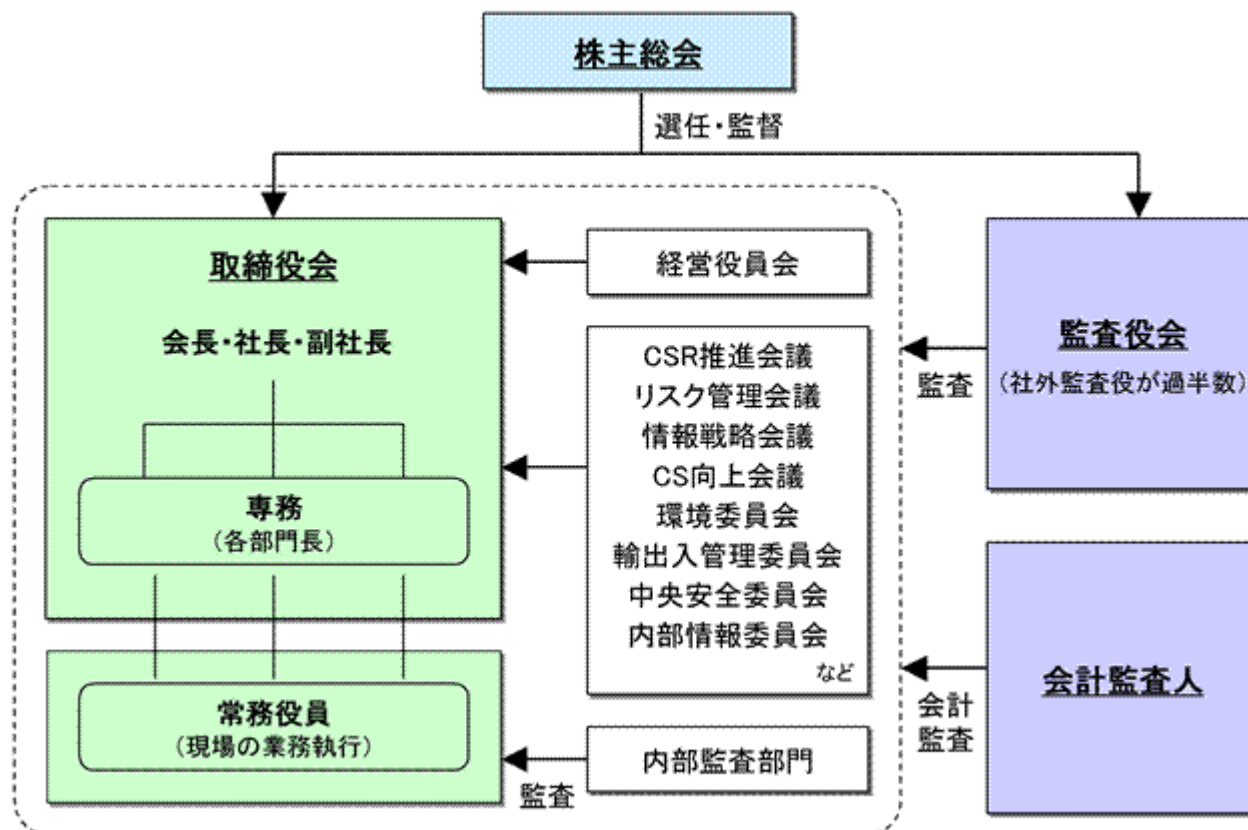 株主総会
選任・監督
取締役会
会長・社長・副社長
専務
(各部門長)
常務役員
(現場の業務執行)
経営役員会
CSR推進会議
リスク管理会議
情報戦略会議
CS向上会議
環境委員会
輸出入管理委員会
中央安全委員会
内部情報委員会
など
内部監査部門
監査
監査役会
(社外監査役が過半数)
監査
会計監査人
会計
監査